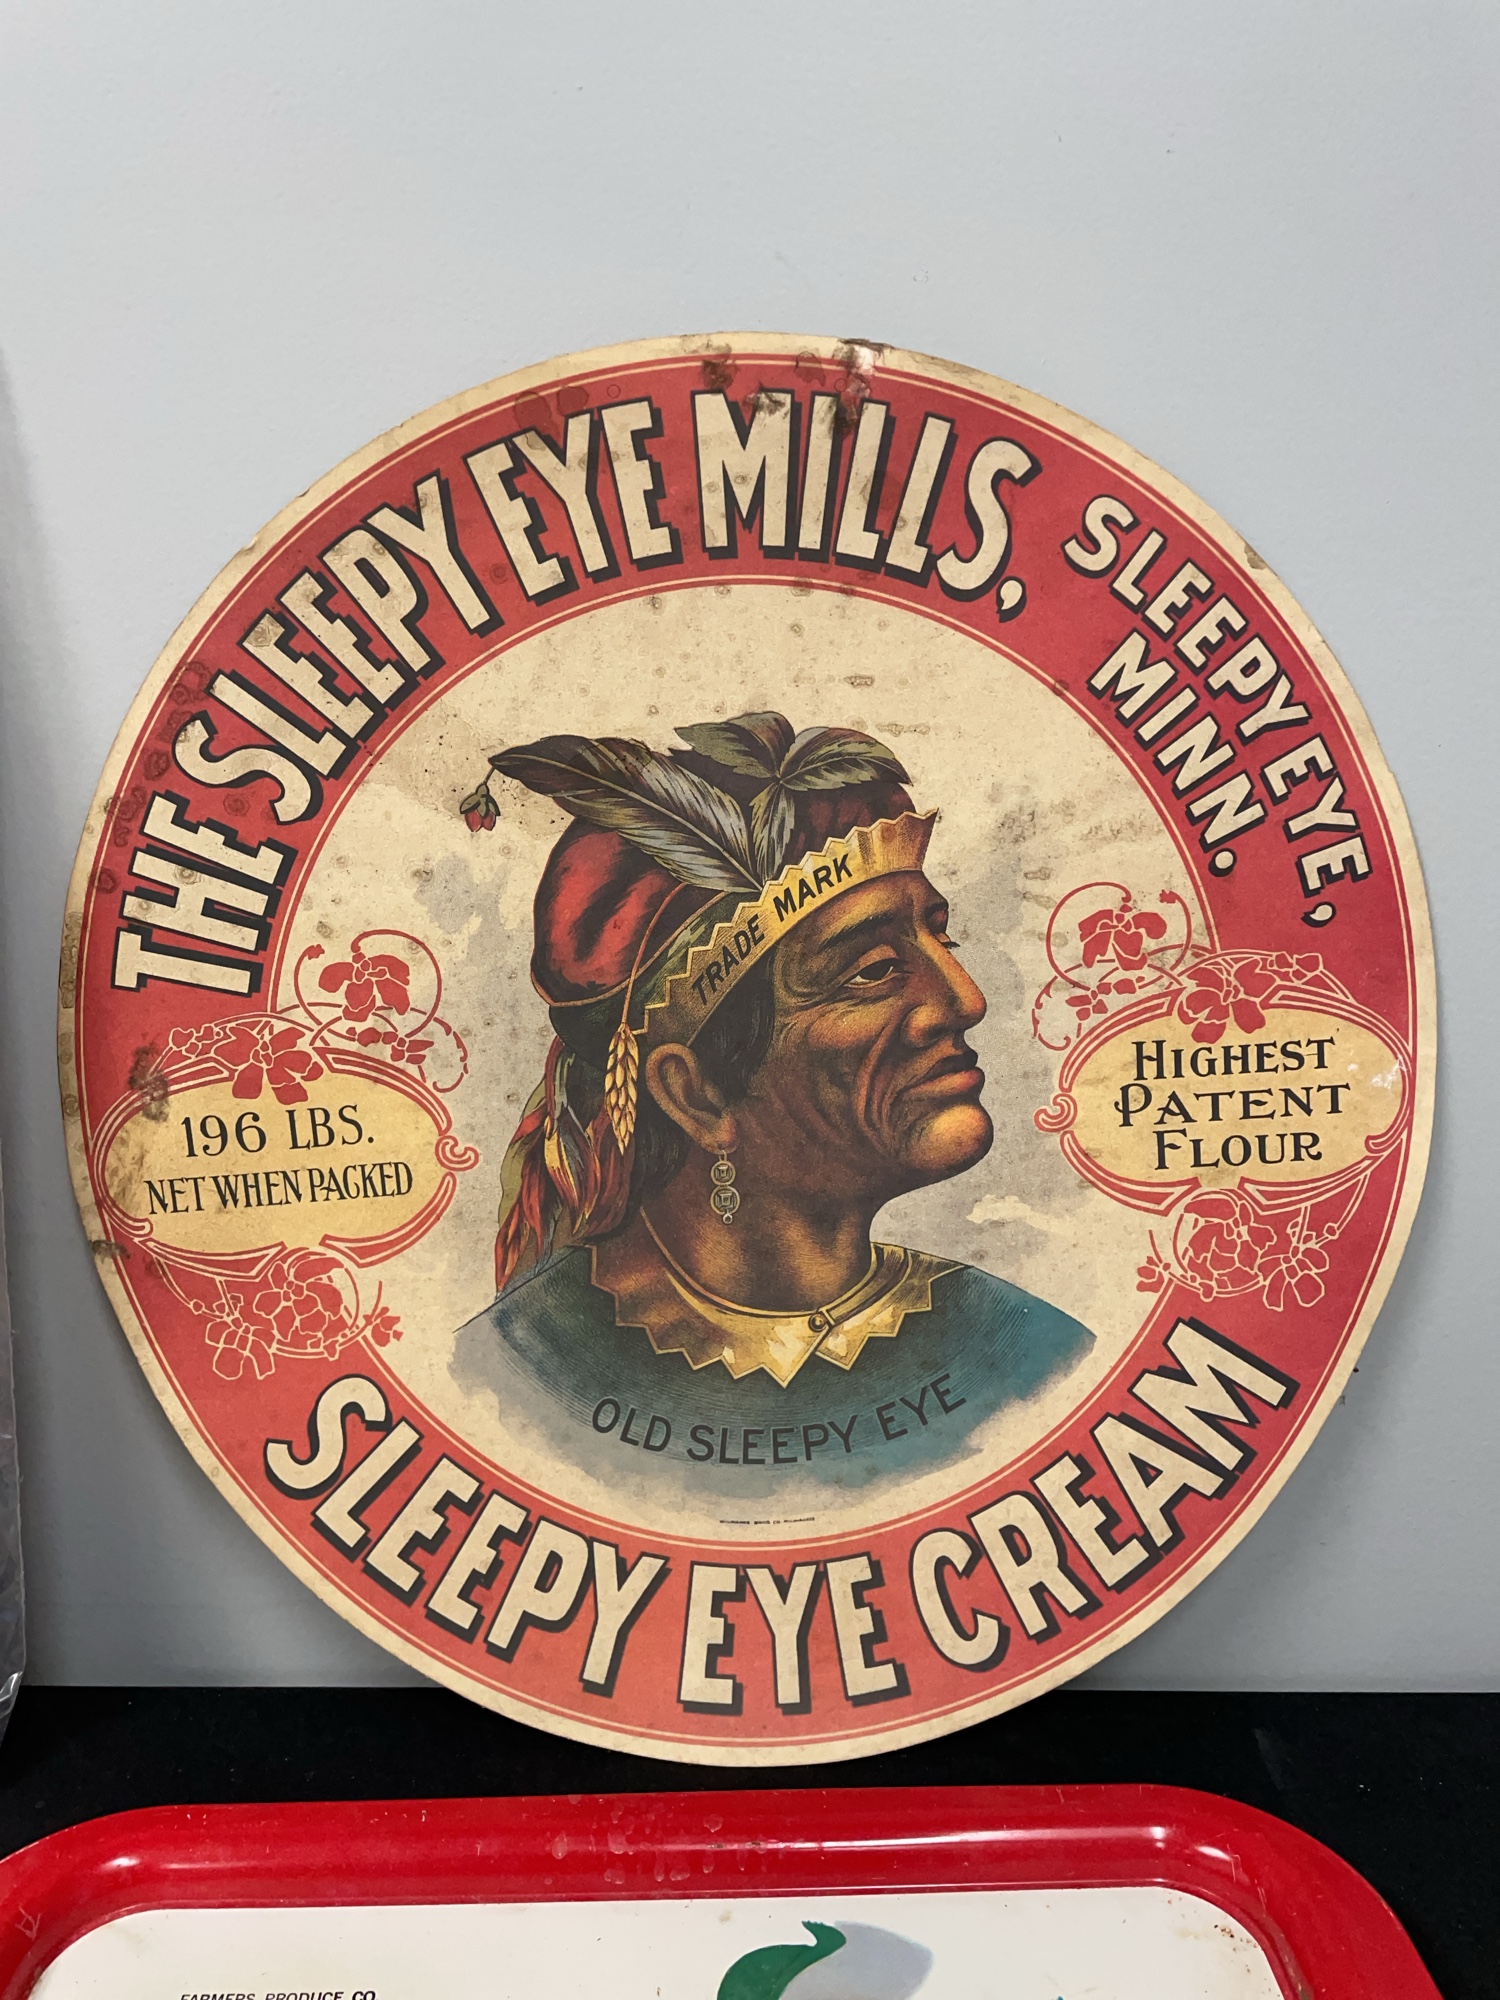 THE SLEEPY EYE MILLS,
SLEEPY EYE,
MINN.
TRADE MARK
196 LBS.
NET WHEN PACKED
HIGHEST
PATENT
FLOUR
OLD SLEEPY EYE
SLEEPY EYE CREAM
FARMERS PRODUCE CO